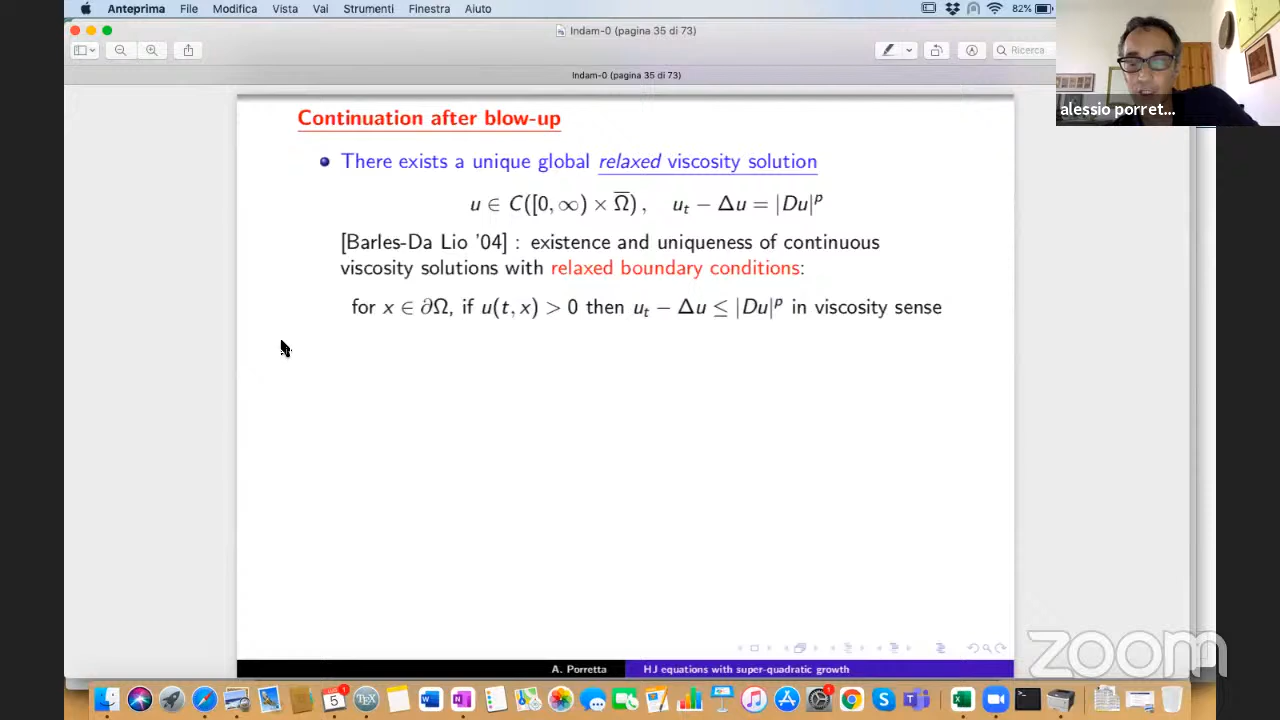 Anteprima File Modifica Vista Vai Strumenti Finestra Aiuto 82%
Indam-0 (pagina 35 di 73)
Ricerca
Indam-0 (pagina 35 di 73)
alessio porret...
Continuation after blow-up
There exists a unique global relaxed viscosity solution
u ∈ C([0, ∞) × Ω̅), u_t − Δu = |Du|^p
[Barles-Da Lio '04] : existence and uniqueness of continuous
viscosity solutions with relaxed boundary conditions:
for x ∈ ∂Ω, if u(t, x) > 0 then u_t − Δu ≤ |Du|^p in viscosity sense
A. Porretta HJ equations with super-quadratic growth
zoom